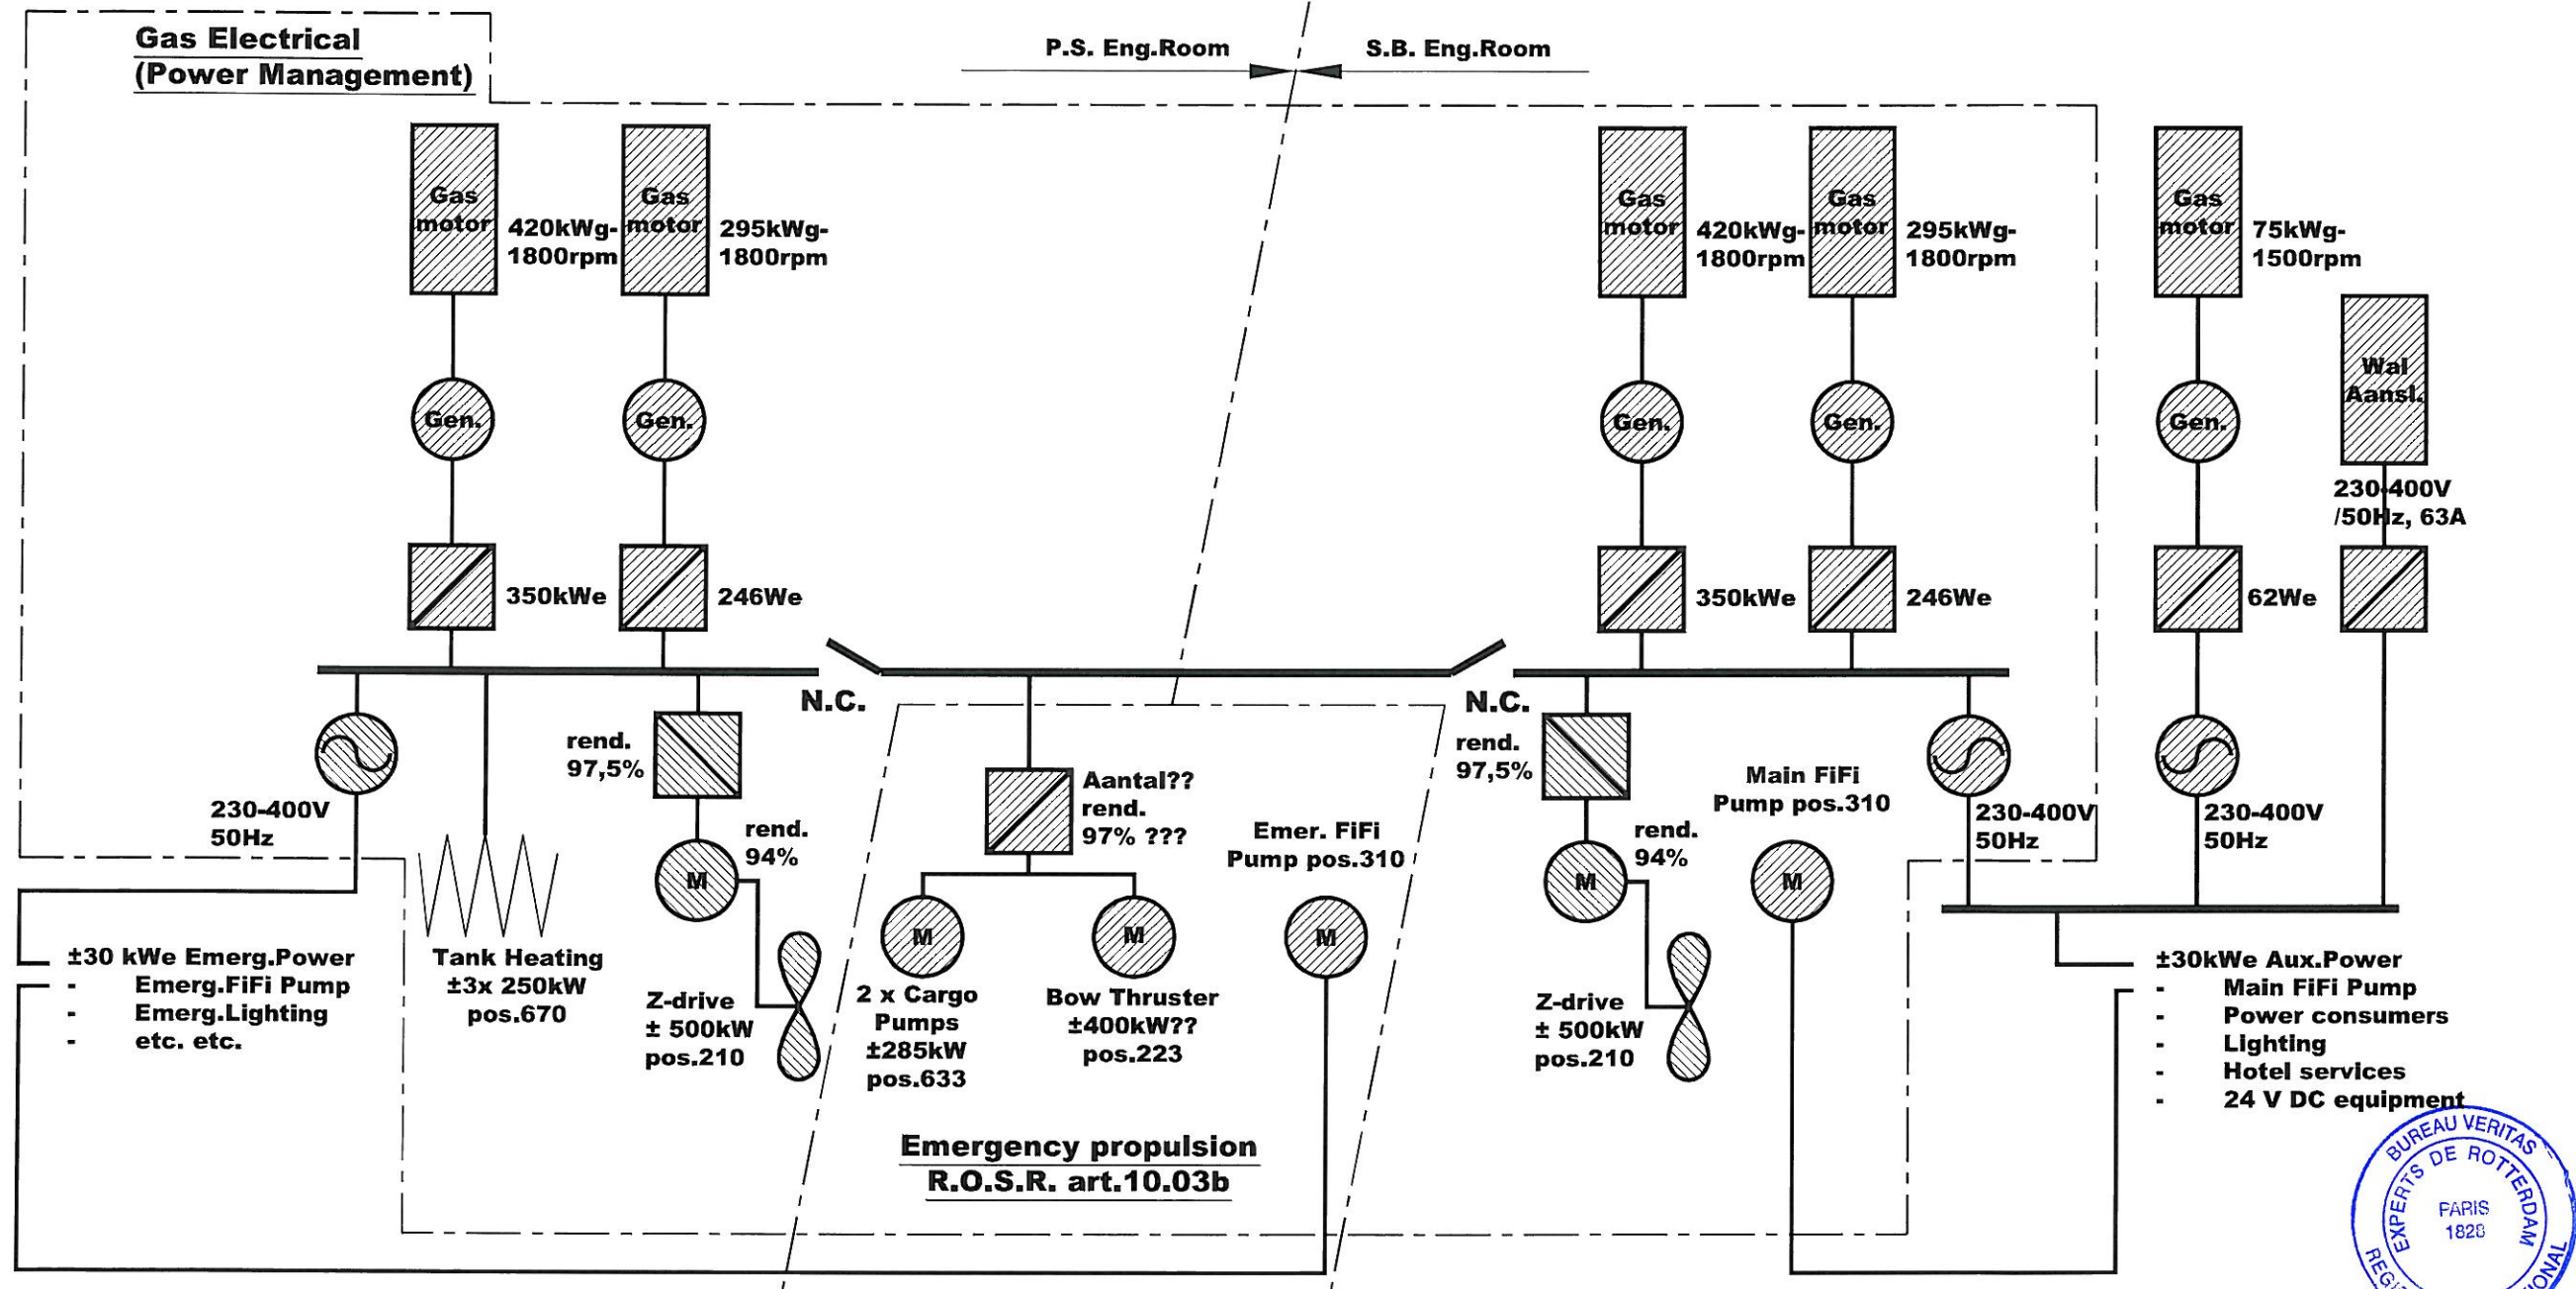 Gas Electrical
(Power Management)
P.S. Eng.Room
S.B. Eng.Room
Gas
motor
420kWg-
1800rpm
Gas
motor
295kWg-
1800rpm
Gas
motor
420kWg-
1800rpm
Gas
motor
295kWg-
1800rpm
Gas
motor
75kWg-
1500rpm
Wal
Aansl.
230-400V
/50Hz, 63A
Gen.
Gen.
Gen.
Gen.
Gen.
350kWe
246We
350kWe
246We
62We
N.C.
N.C.
230-400V
50Hz
rend.
97,5%
rend.
94%
M
Aantal??
rend.
97% ???
Emer. FiFi
Pump pos.310
rend.
97,5%
rend.
94%
M
Main FiFi
Pump pos.310
M
230-400V
50Hz
230-400V
50Hz
M
M
M
±30 kWe Emerg.Power
- Emerg.FiFi Pump
- Emerg.Lighting
- etc. etc.
Tank Heating
±3x 250kW
pos.670
Z-drive
± 500kW
pos.210
2 x Cargo
Pumps
±285kW
pos.633
Bow Thruster
±400kW??
pos.223
Z-drive
± 500kW
pos.210
±30kWe Aux.Power
- Main FiFi Pump
- Power consumers
- Lighting
- Hotel services
- 24 V DC equipment
Emergency propulsion
R.O.S.R. art.10.03b
BUREAU VERITAS
EXPERTS DE ROTTERDAM
PARIS
1828